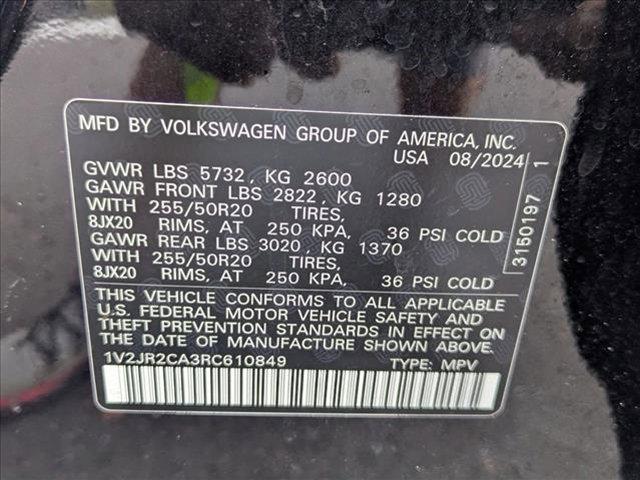 MFD BY VOLKSWAGEN GROUP OF AMERICA, INC.
USA 08/2024
GVWR LBS 5732, KG 2600
GAWR FRONT LBS 2822, KG 1280
WITH 255/50R20 TIRES,
8JX20 RIMS, AT 250 KPA, 36 PSI COLD
GAWR REAR LBS 3020, KG 1370
WITH 255/50R20 TIRES,
8JX20 RIMS, AT 250 KPA, 36 PSI COLD
THIS VEHICLE CONFORMS TO ALL APPLICABLE
U.S. FEDERAL MOTOR VEHICLE SAFETY AND
THEFT PREVENTION STANDARDS IN EFFECT ON
THE DATE OF MANUFACTURE SHOWN ABOVE.
1V2JR2CA3RC610849 TYPE: MPV
3150197 1